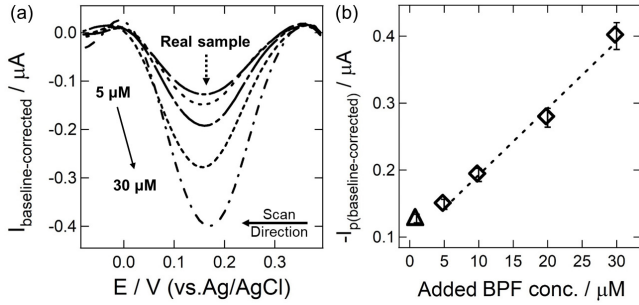 (a)
I_baseline-corrected / μA
0.0
-0.1
-0.2
-0.3
-0.4
Real sample
5 μM
30 μM
Scan
Direction
0.0 0.1 0.2 0.3
E / V (vs.Ag/AgCl)
(b)
-I_p(baseline-corrected) / μA
0.4
0.3
0.2
0.1
0 5 10 15 20 25 30
Added BPF conc. / μM